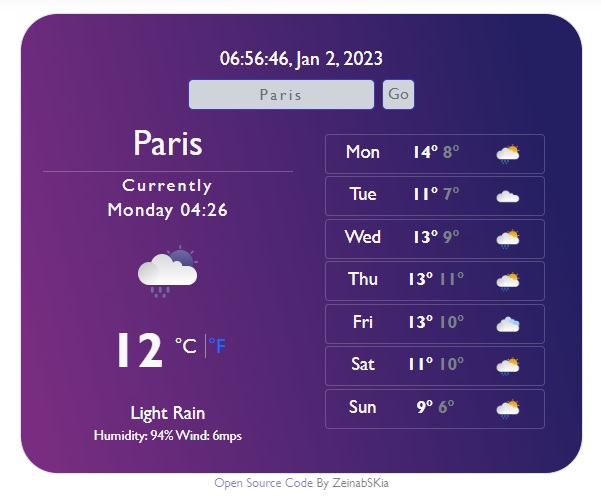 06:56:46, Jan 2, 2023
Paris
Go
Paris
Currently
Monday 04:26
12 °C |°F
Light Rain
Humidity: 94% Wind: 6mps
Mon 14° 8°
Tue 11° 7°
Wed 13° 9°
Thu 13° 11°
Fri 13° 10°
Sat 11° 10°
Sun 9° 6°
Open Source Code By ZeinabSKia